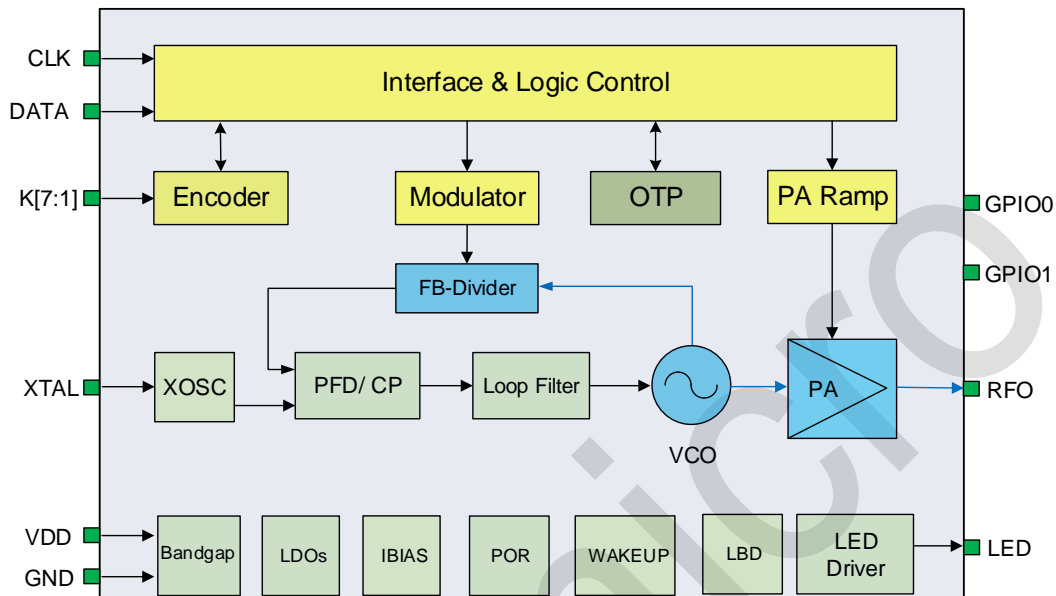 CLK
Interface & Logic Control
DATA
K[7:1]
Encoder
Modulator
OTP
PA Ramp
GPIO0
FB-Divider
GPIO1
XTAL
XOSC
PFD/ CP
Loop Filter
VCO
PA
RFO
VDD
GND
Bandgap
LDOs
IBIAS
POR
WAKEUP
LBD
LED
Driver
LED
micro